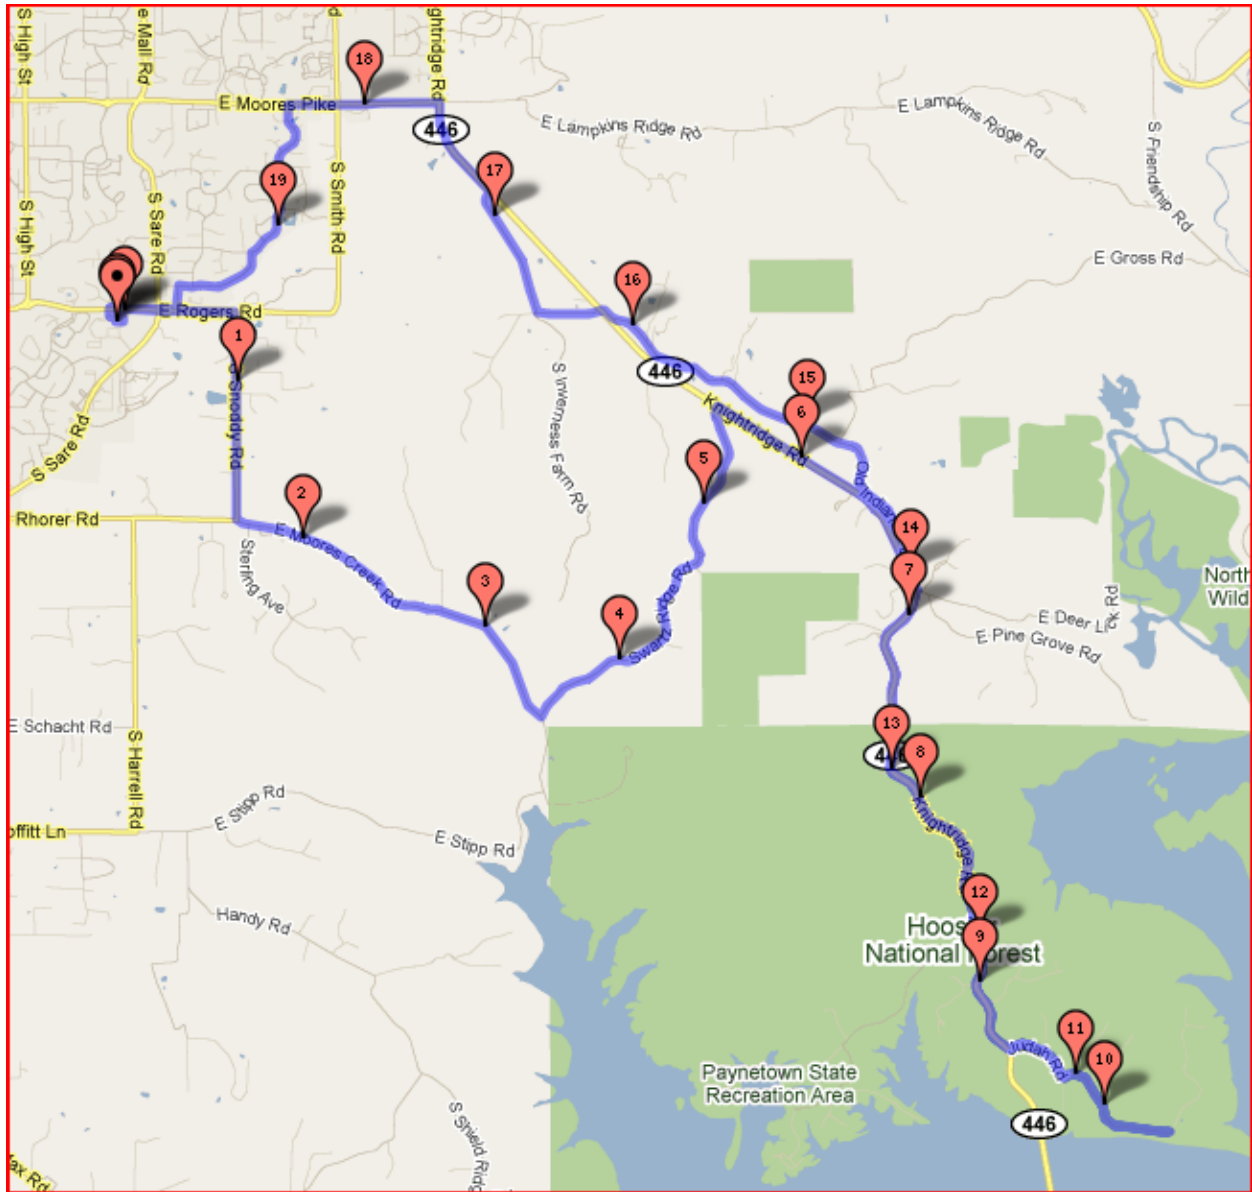 S High St
e Mall Rd
d
ghtridge Rd
18
E Moores Pike
446
E Lampkins Ridge Rd
E Lampkins Ridge Rd
S Friendship Rd
17
19
S Smith Rd
S Sare Rd
S High St
E Gross Rd
16
E Rogers Rd
1
S Snoddy Rd
446
S Inverness Farm Rd
15
6
Knightridge Rd
S Sare Rd
5
Old Indiana
2
Rhorer Rd
E Moores Creek Rd
14
7
Sterling Ave
3
4
Swartz Ridge Rd
North
Wild
E Deer Lick Rd
E Pine Grove Rd
E Schacht Rd
S Harrell Rd
13
8
E Stipp Rd
offitt Ln
E Stipp Rd
Knightridge
12
Handy Rd
9
National Forest
Judah Rd
11
10
Paynetown State
Recreation Area
446
S Shield Ridg
fax Rd